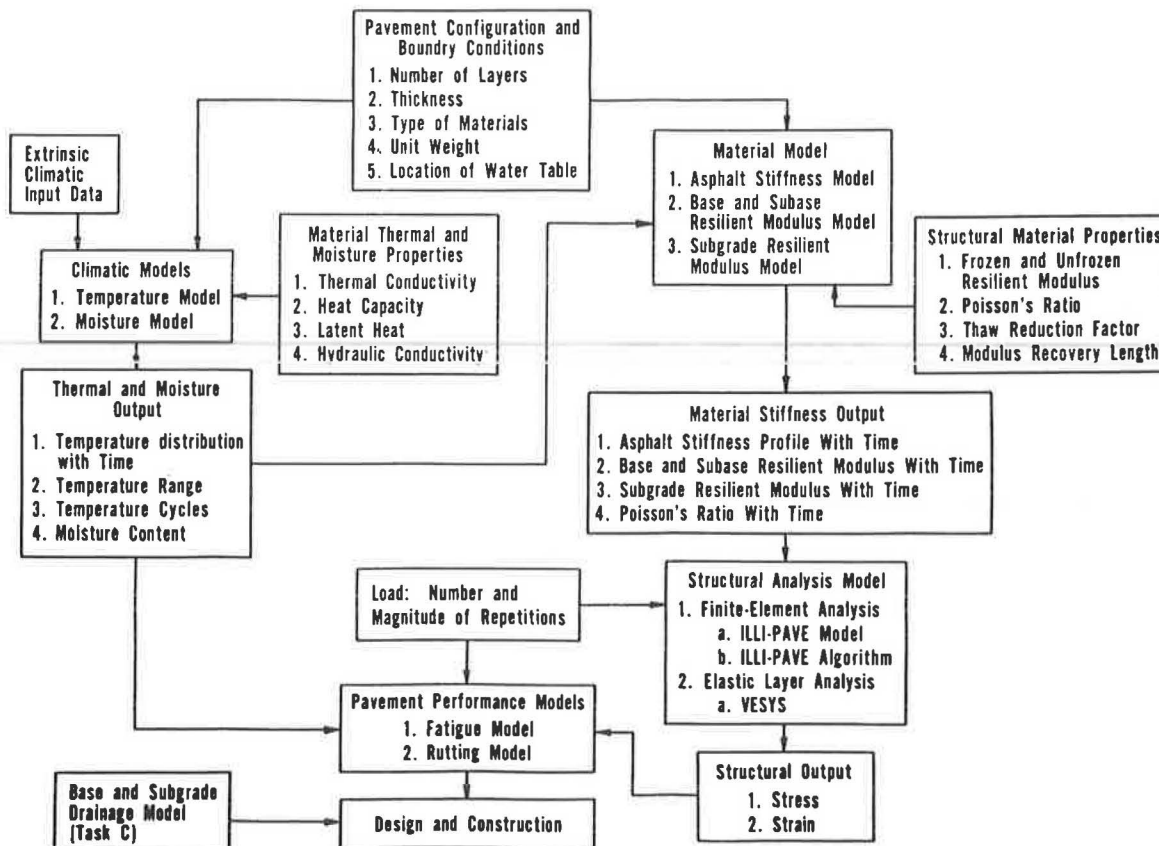 Pavement Configuration and
Boundry Conditions
1. Number of Layers
2. Thickness
3. Type of Materials
4. Unit Weight
5. Location of Water Table
Extrinsic
Climatic
Input Data
Material Model
1. Asphalt Stiffness Model
2. Base and Subase
Resilient Modulus Model
3. Subgrade Resilient
Modulus Model
Material Thermal and
Moisture Properties
1. Thermal Conductivity
2. Heat Capacity
3. Latent Heat
4. Hydraulic Conductivity
Structural Material Properties
1. Frozen and Unfrozen
Resilient Modulus
2. Poisson's Ratio
3. Thaw Reduction Factor
4. Modulus Recovery Length
Climatic Models
1. Temperature Model
2. Moisture Model
Thermal and Moisture
Output
1. Temperature distribution
with Time
2. Temperature Range
3. Temperature Cycles
4. Moisture Content
Material Stiffness Output
1. Asphalt Stiffness Profile With Time
2. Base and Subase Resilient Modulus With Time
3. Subgrade Resilient Modulus With Time
4. Poisson's Ratio With Time
Load: Number and
Magnitude of Repetitions
Structural Analysis Model
1. Finite-Element Analysis
a. ILLI-PAVE Model
b. ILLI-PAVE Algorithm
2. Elastic Layer Analysis
a. VESYS
Pavement Performance Models
1. Fatigue Model
2. Rutting Model
Structural Output
1. Stress
2. Strain
Base and Subgrade
Drainage Model
(Task C)
Design and Construction